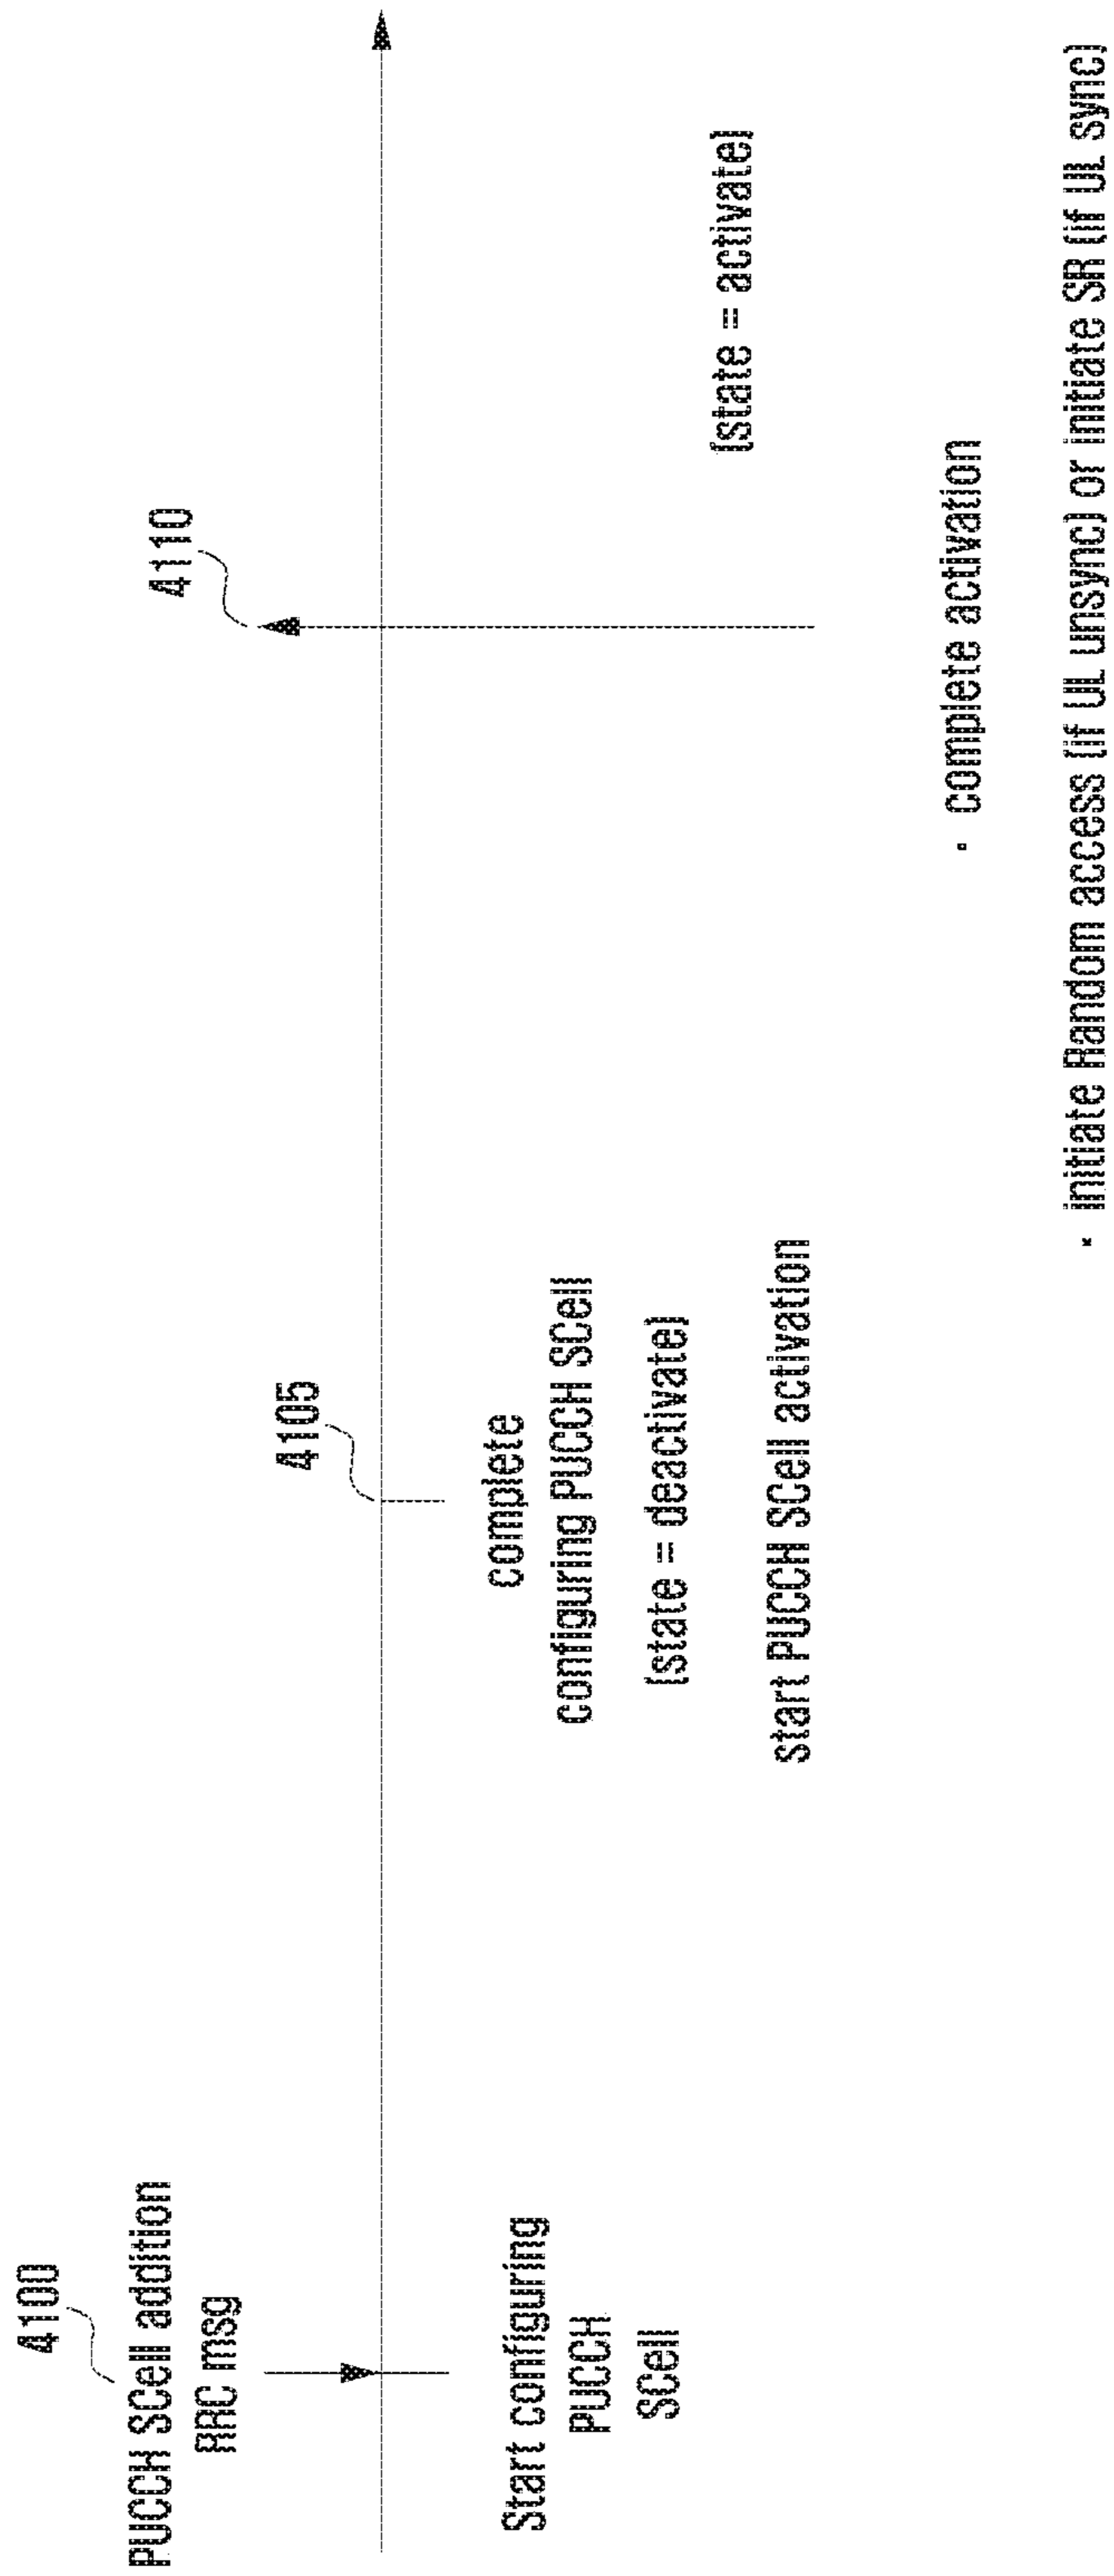 4100
PUCCH SCell addition
RRC msg
Start configuring
PUCCH
SCell
4105
complete
configuring PUCCH SCell
(state = deactivate)
start PUCCH SCell activation
4110
(state = activate)
• complete activation
• initiate Random access (if UL unsync) or initiate SR (if UL sync)